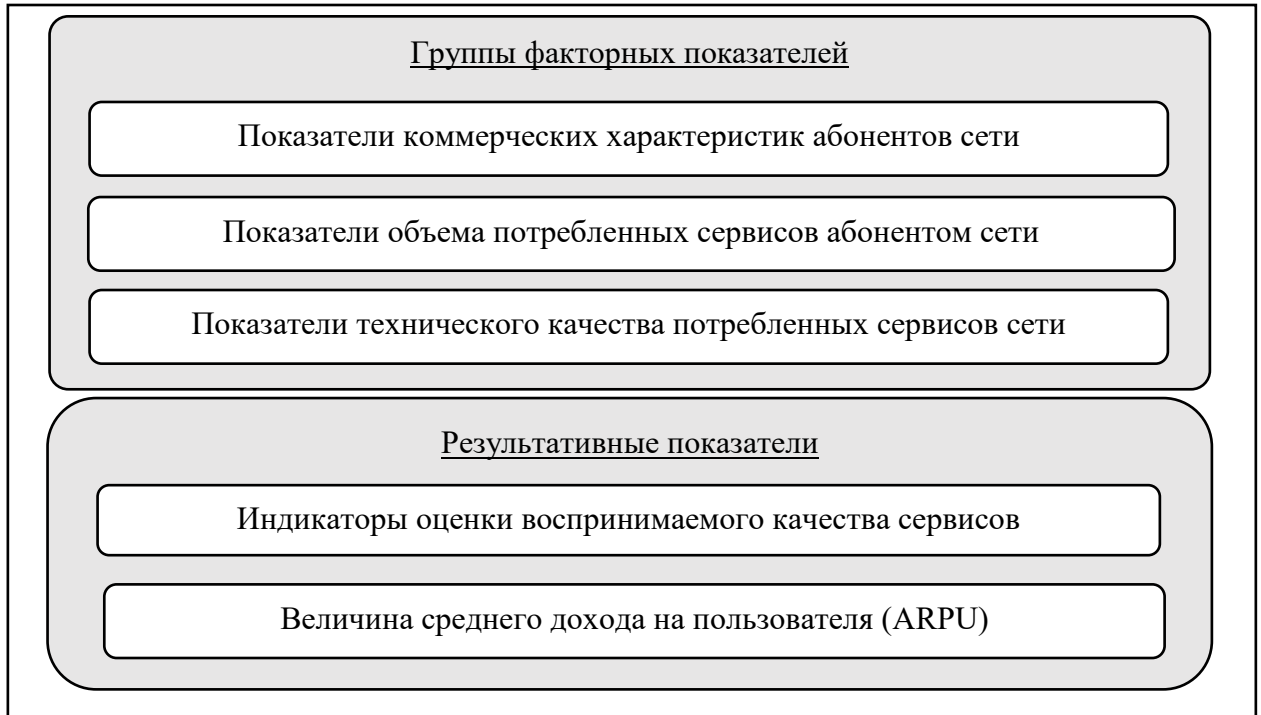 Группы факторных показателей
Показатели коммерческих характеристик абонентов сети
Показатели объема потребленных сервисов абонентом сети
Показатели технического качества потребленных сервисов сети
Результативные показатели
Индикаторы оценки воспринимаемого качества сервисов
Величина среднего дохода на пользователя (ARPU)